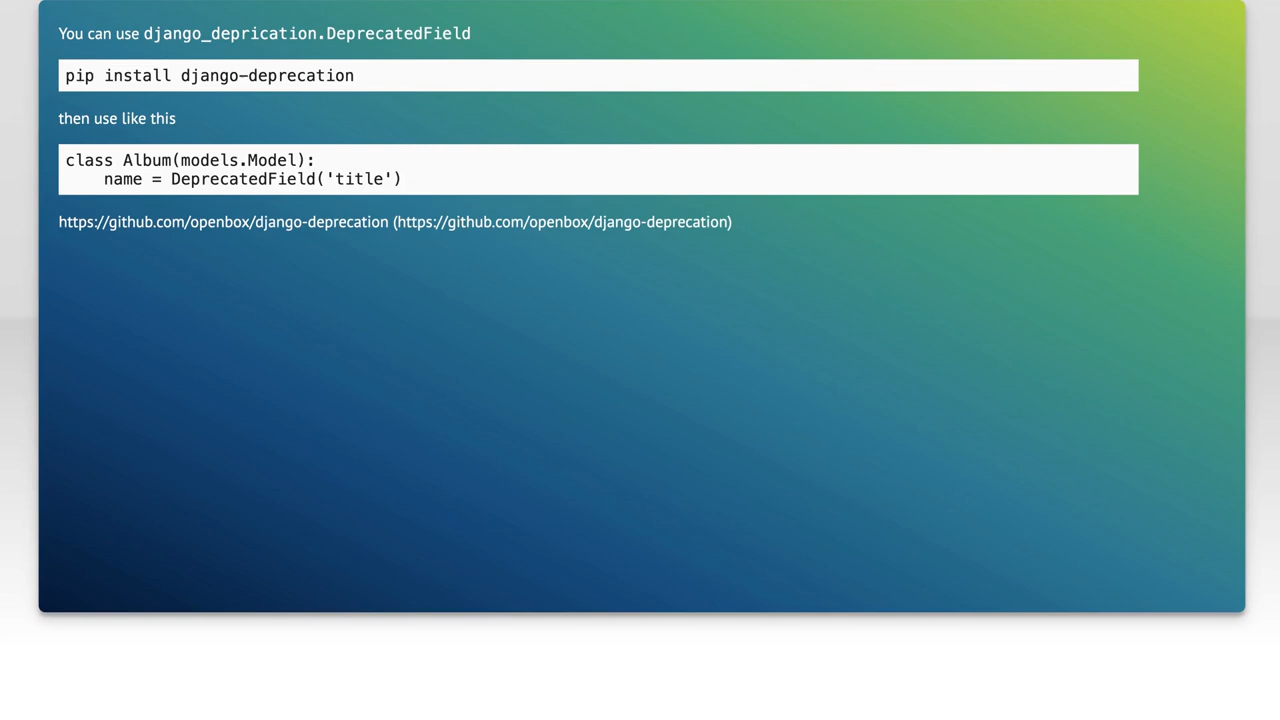 You can use django_deprication.DeprecatedField
pip install django-deprecation
then use like this
class Album(models.Model):
    name = DeprecatedField('title')
https://github.com/openbox/django-deprecation (https://github.com/openbox/django-deprecation)